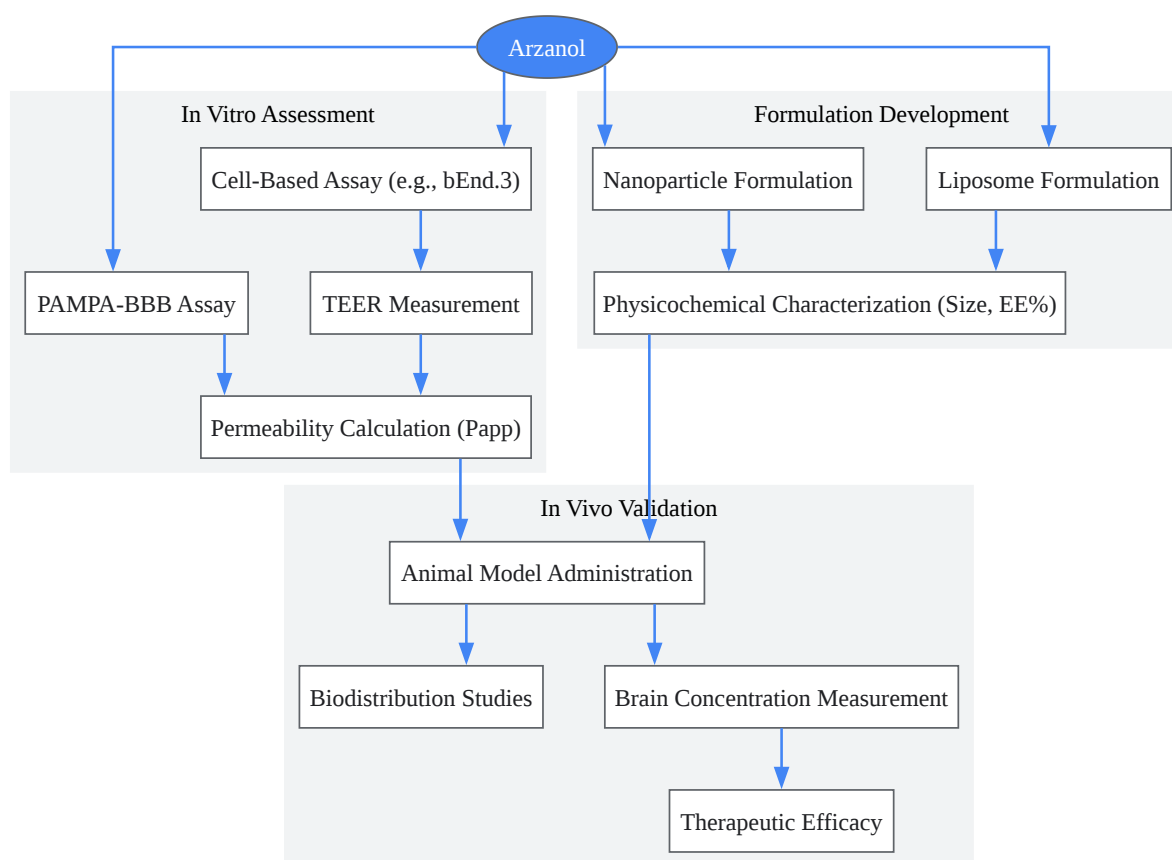 Arzanol
In Vitro Assessment
Formulation Development
Cell-Based Assay (e.g., bEnd.3)
Nanoparticle Formulation
Liposome Formulation
PAMPA-BBB Assay
TEER Measurement
Physicochemical Characterization (Size, EE%)
Permeability Calculation (Papp)
In Vivo Validation
Animal Model Administration
Biodistribution Studies
Brain Concentration Measurement
Therapeutic Efficacy